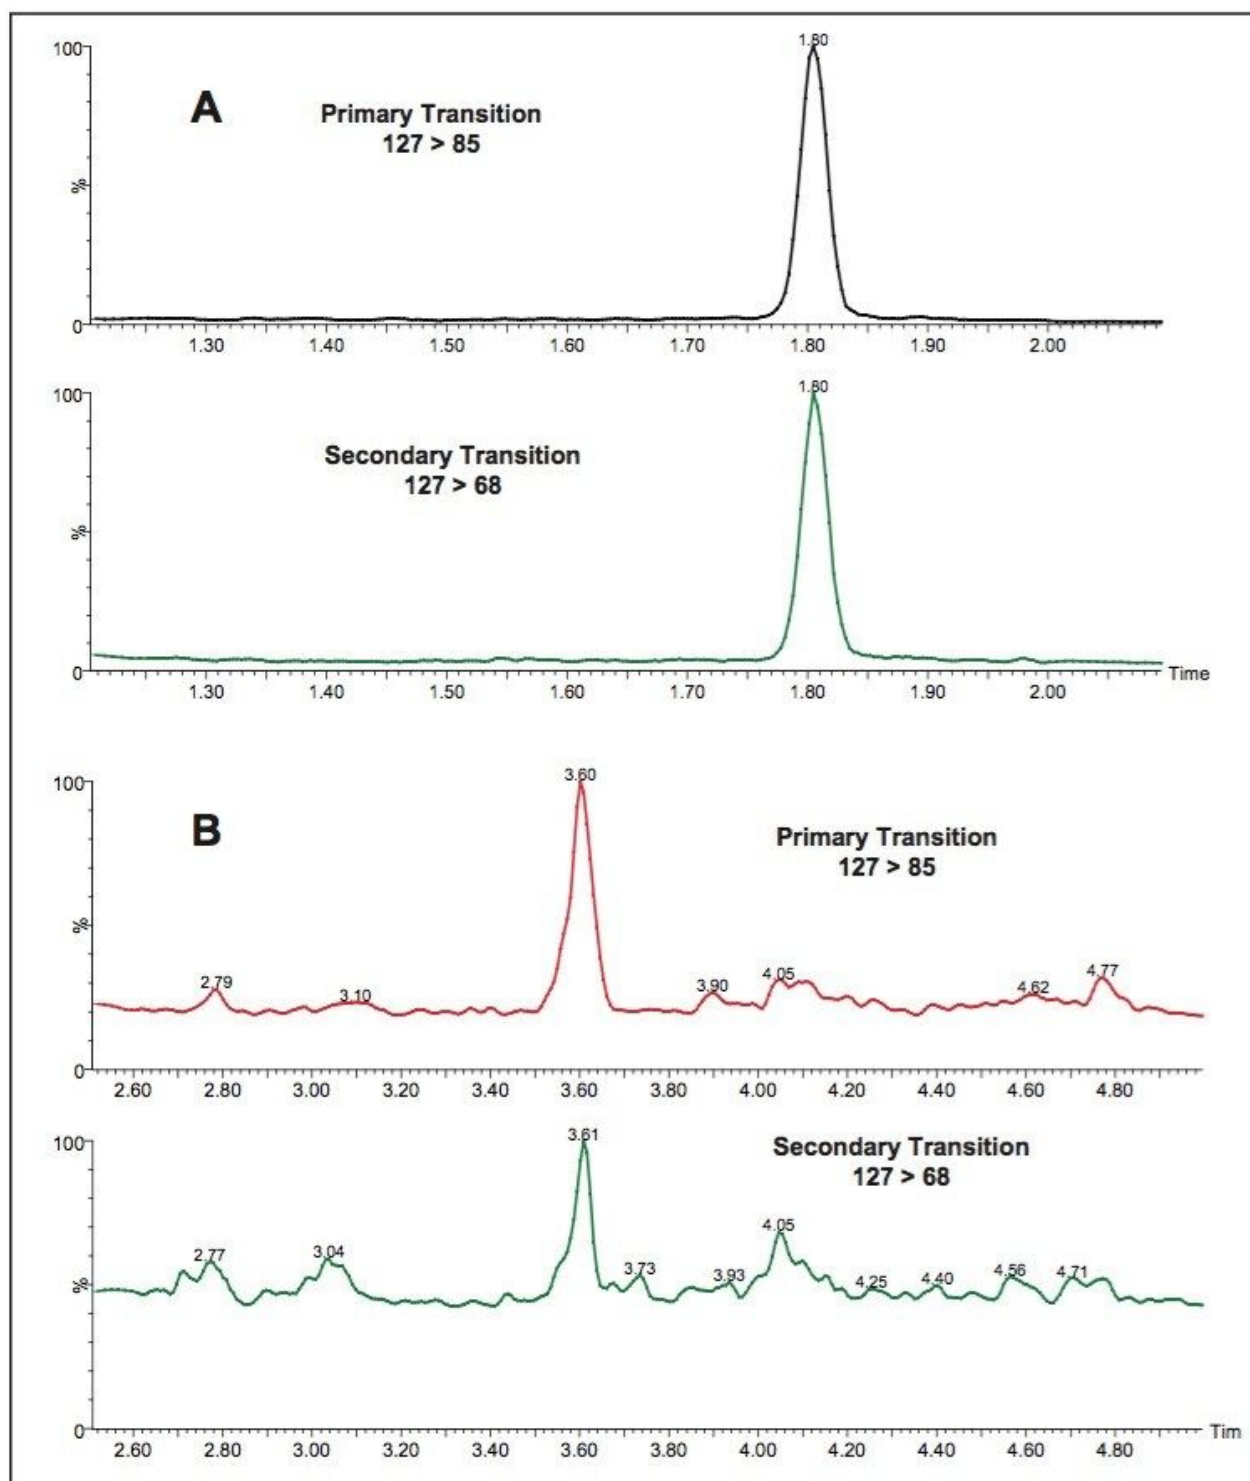 1.80
100
A
Primary Transition
127 > 85
%
0
1.30 1.40 1.50 1.60 1.70 1.80 1.90 2.00
1.80
100
Secondary Transition
127 > 68
%
0
Time
1.30 1.40 1.50 1.60 1.70 1.80 1.90 2.00
3.60
100
B
Primary Transition
127 > 85
%
2.79 3.10 3.90 4.05 4.62 4.77
0
2.60 2.80 3.00 3.20 3.40 3.60 3.80 4.00 4.20 4.40 4.60 4.80
3.61
100
Secondary Transition
127 > 68
2.77 3.04 3.73 3.93 4.05 4.25 4.40 4.56 4.71
%
0
Tim
2.60 2.80 3.00 3.20 3.40 3.60 3.80 4.00 4.20 4.40 4.60 4.80